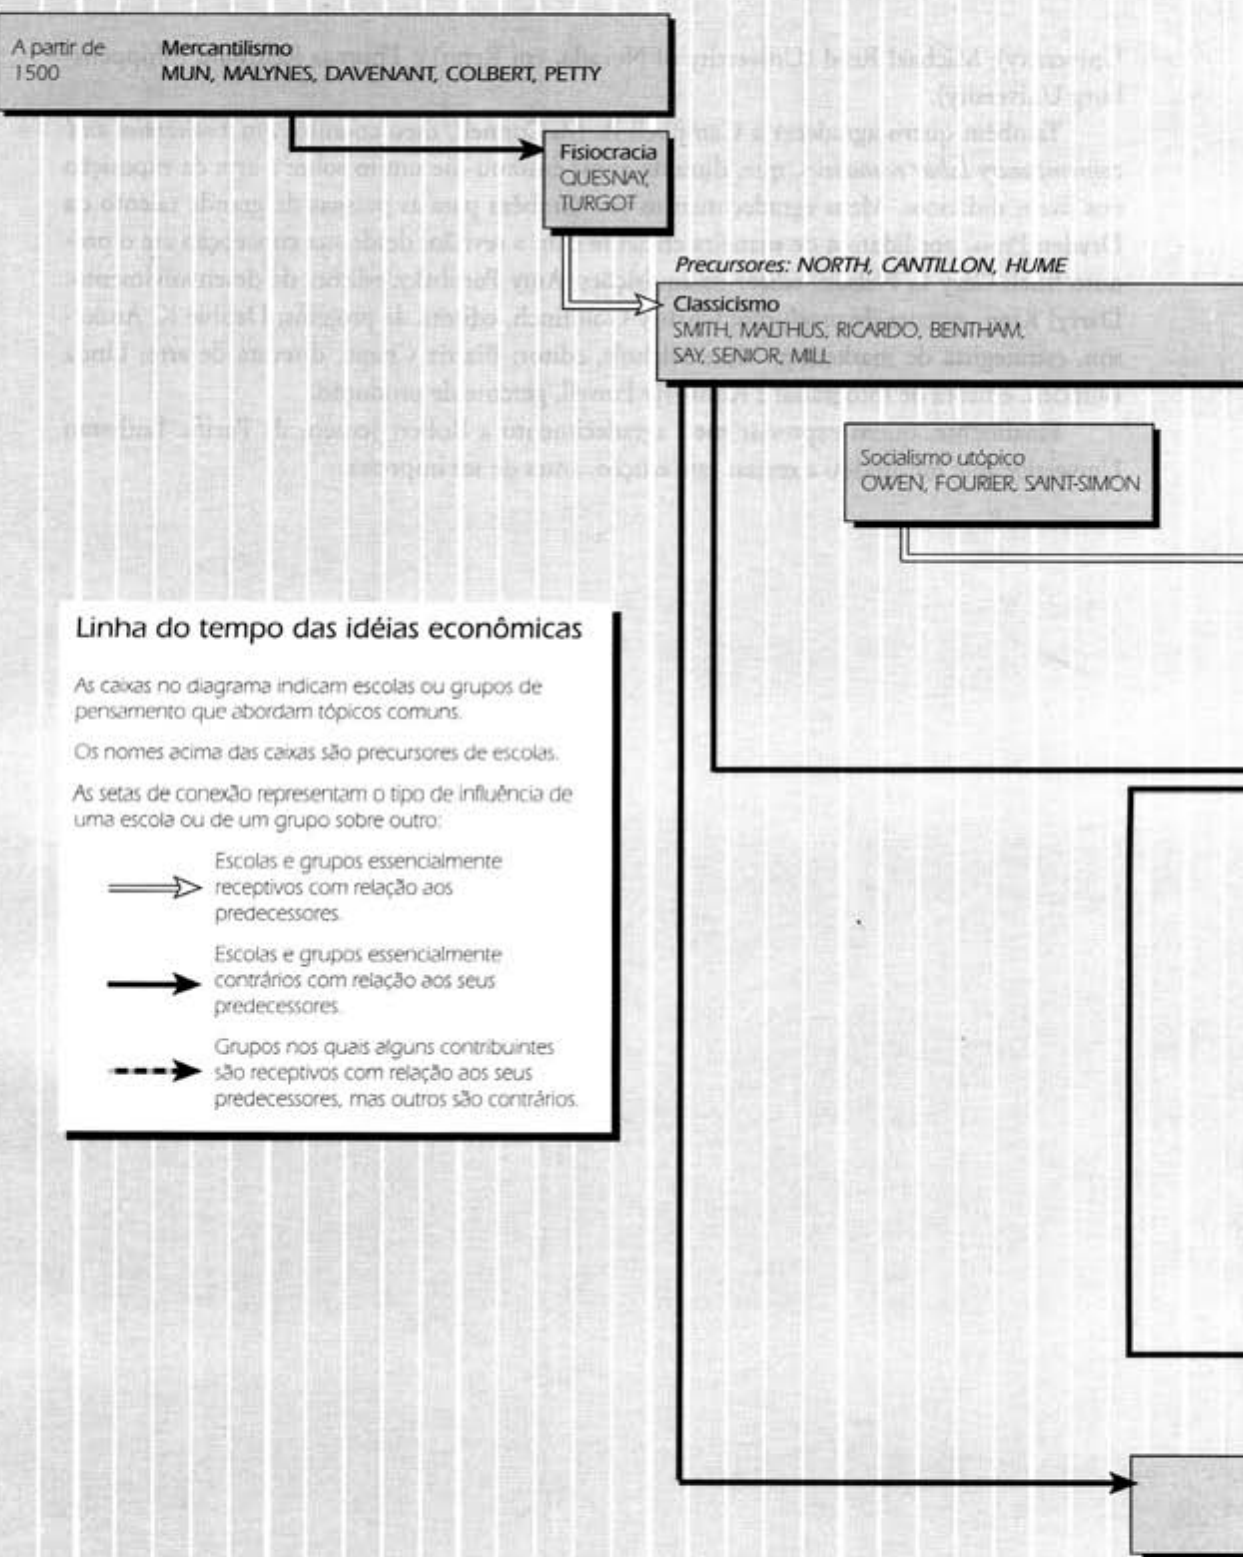 A partir de
1500
Mercantilismo
MUN, MALYNES, DAVENANT, COLBERT, PETTY
Fisiocracia
QUESNAY,
TURGOT
Precursores: NORTH, CANTILLON, HUME
Classicismo
SMITH, MALTHUS, RICARDO, BENTHAM,
SAY, SENIOR, MILL
Socialismo utópico
OWEN, FOURIER, SAINT-SIMON
Linha do tempo das idéias econômicas
As caixas no diagrama indicam escolas ou grupos de
pensamento que abordam tópicos comuns.
Os nomes acima das caixas são precursores de escolas.
As setas de conexão representam o tipo de influência de
uma escola ou de um grupo sobre outro:
Escolas e grupos essencialmente
receptivos com relação aos
predecessores.
Escolas e grupos essencialmente
contrários com relação aos seus
predecessores.
Grupos nos quais alguns contribuintes
são receptivos com relação aos seus
predecessores, mas outros são contrários.